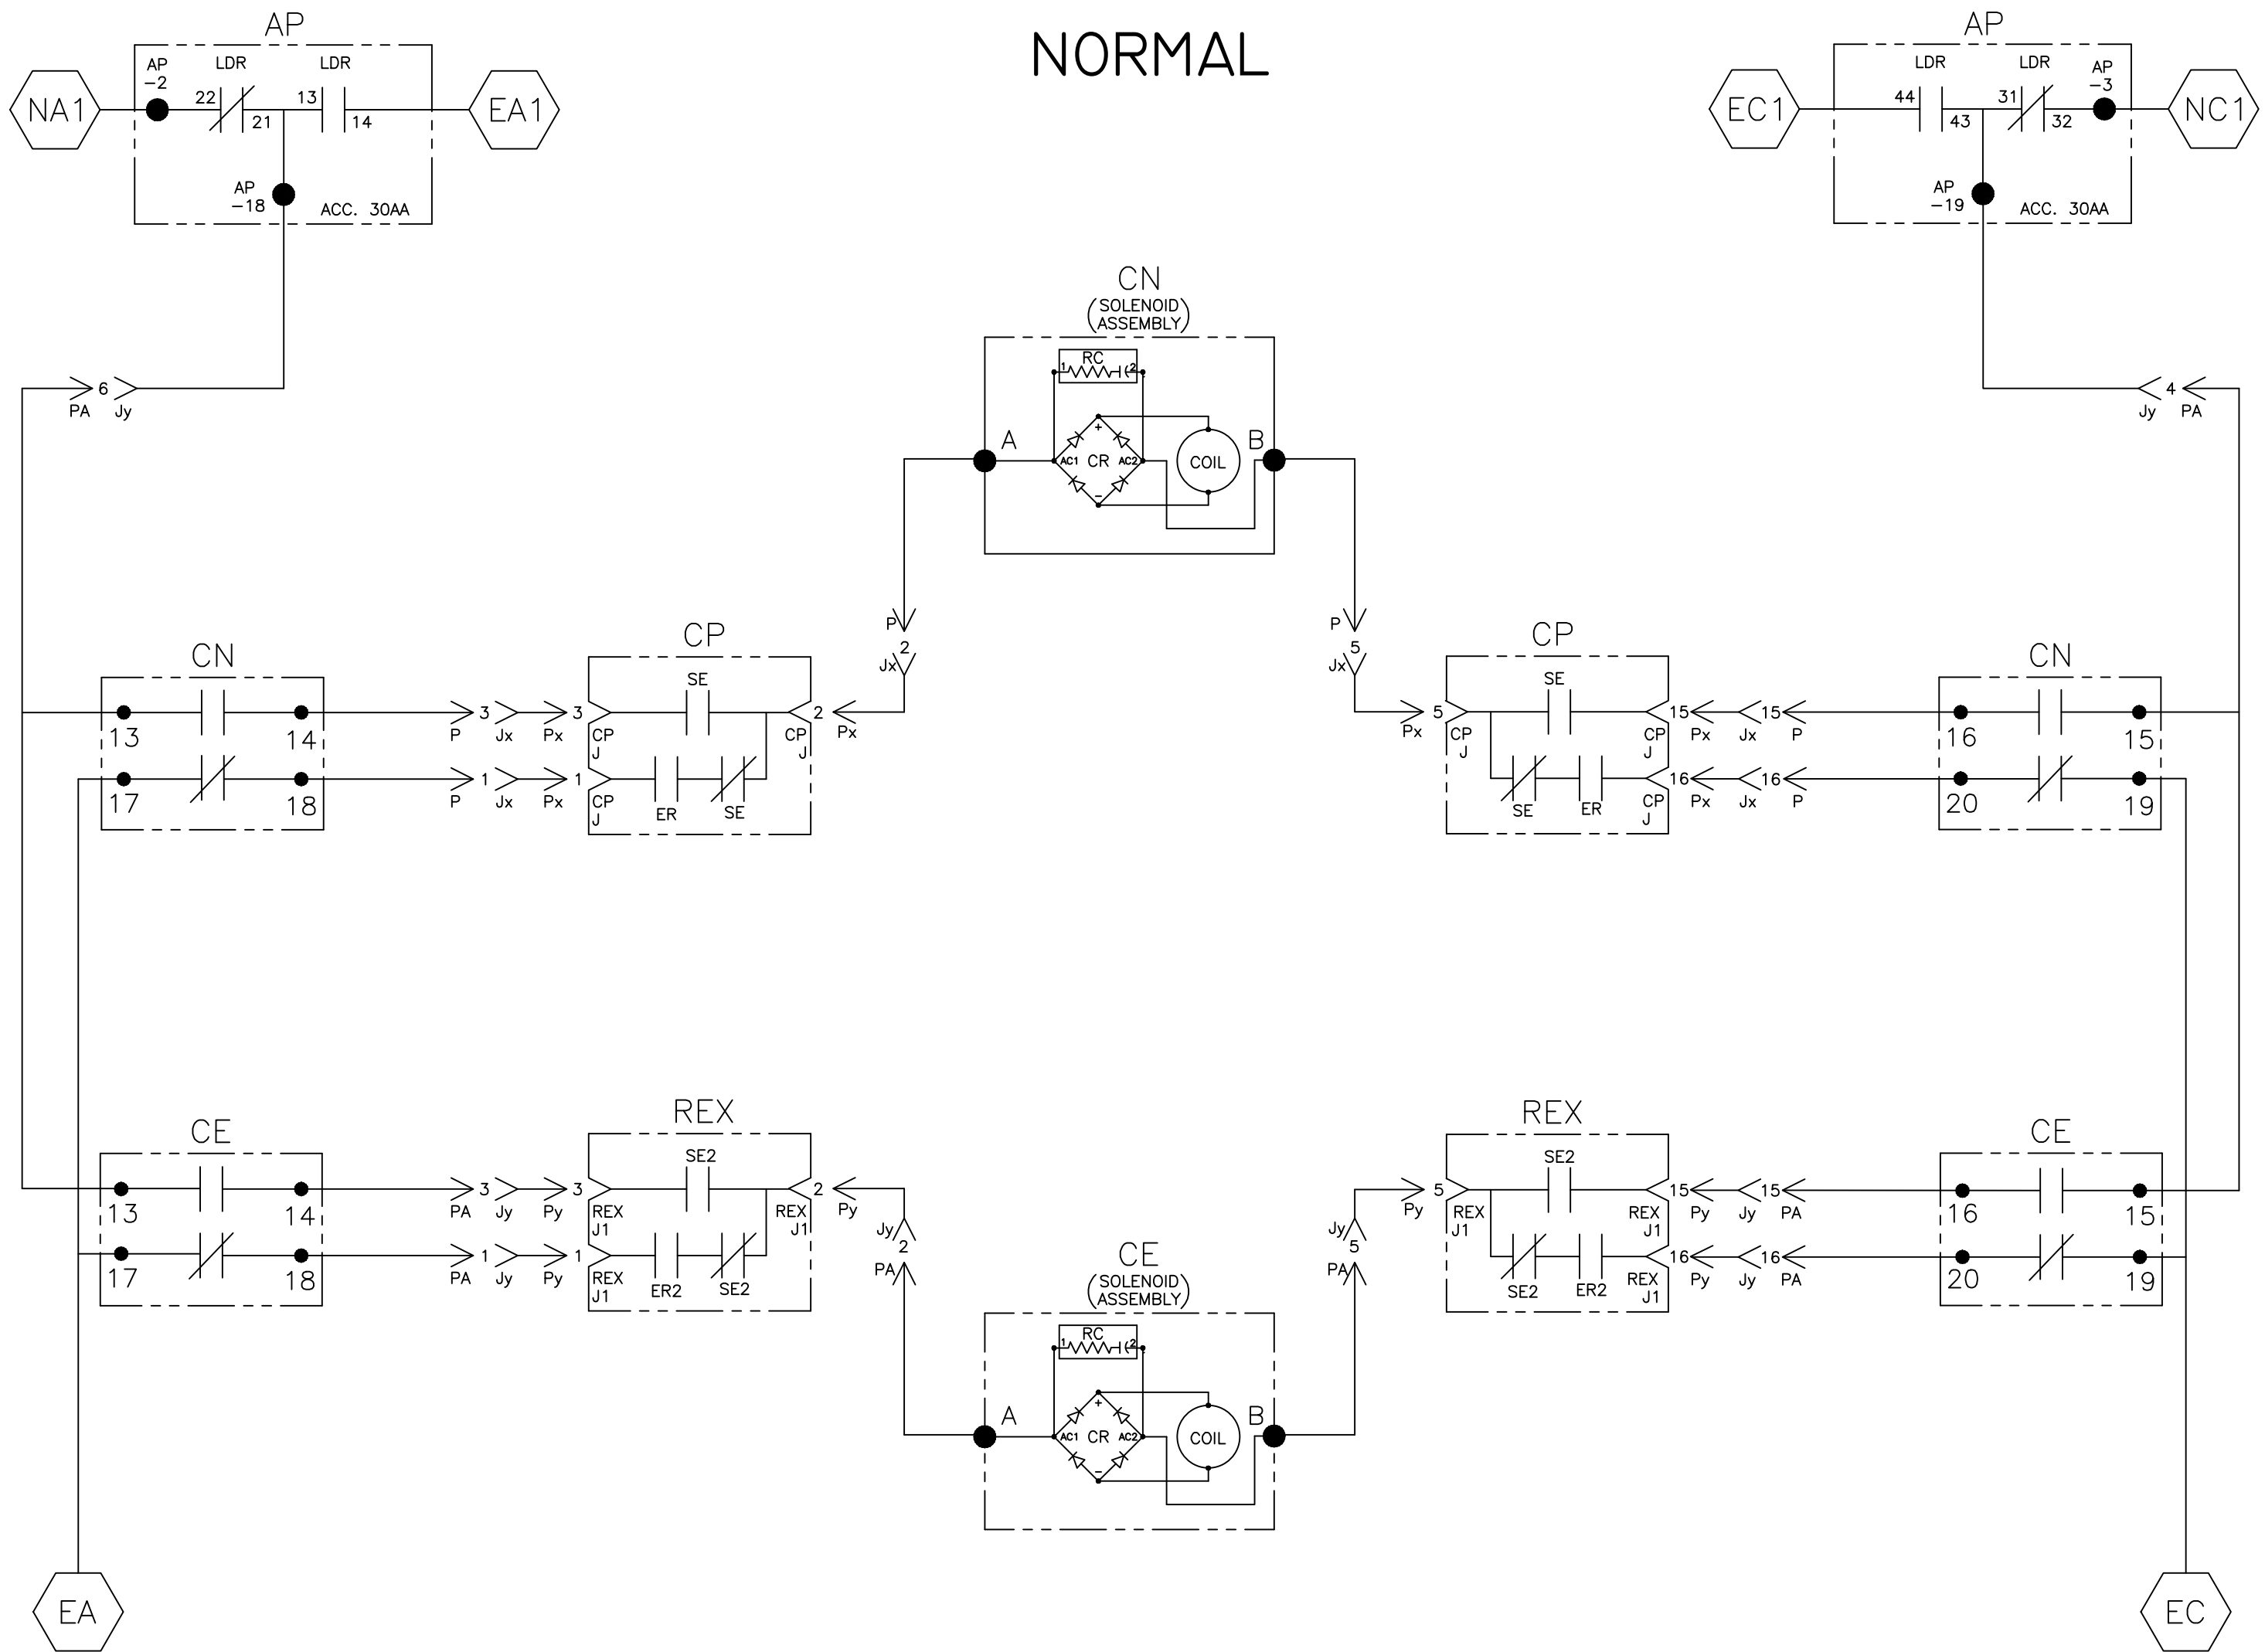 NORMAL
AP
AP
-2
LDR
LDR
NA1
22
21
13
14
EA1
AP
-18
ACC. 30AA
AP
LDR
LDR
AP
-3
EC1
44
43
31
32
NC1
AP
-19
ACC. 30AA
6
PA
Jy
4
Jy
PA
CN
(SOLENOID
ASSEMBLY)
RC
1
2
A
B
+
AC1
CR
AC2
COIL
-
P
2
Jx
P
5
Jx
CN
13
14
17
18
3
P
Jx
Px
3
1
P
Jx
Px
1
CP
SE
CP
J
CP
J
CP
J
ER
SE
2
Px
CP
5
Px
SE
CP
J
CP
J
CP
J
SE
ER
15
Px
Jx
15
P
16
Px
Jx
16
P
CN
16
15
20
19
CE
13
14
17
18
3
PA
Jy
Py
3
1
PA
Jy
Py
1
REX
SE2
REX
J1
REX
J1
REX
J1
ER2
SE2
2
Py
Jy
2
PA
CE
(SOLENOID
ASSEMBLY)
RC
1
2
A
B
+
AC1
CR
AC2
COIL
-
Jy
5
PA
REX
5
Py
SE2
REX
J1
REX
J1
REX
J1
SE2
ER2
15
Py
Jy
15
PA
16
Py
Jy
16
PA
CE
16
15
20
19
EA
EC